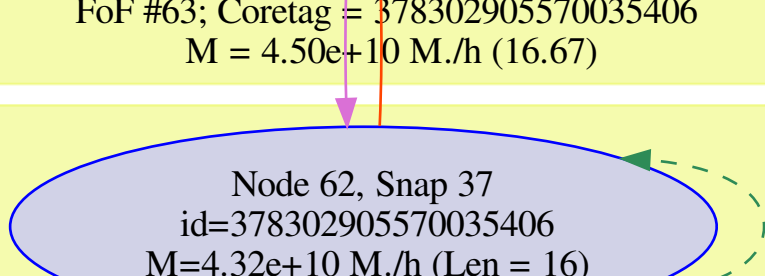 FoF #63; Coretag = 378302905570035406
M = 4.50e+10 M./h (16.67)
Node 62, Snap 37
id=378302905570035406
M=4.32e+10 M./h (Len = 16)